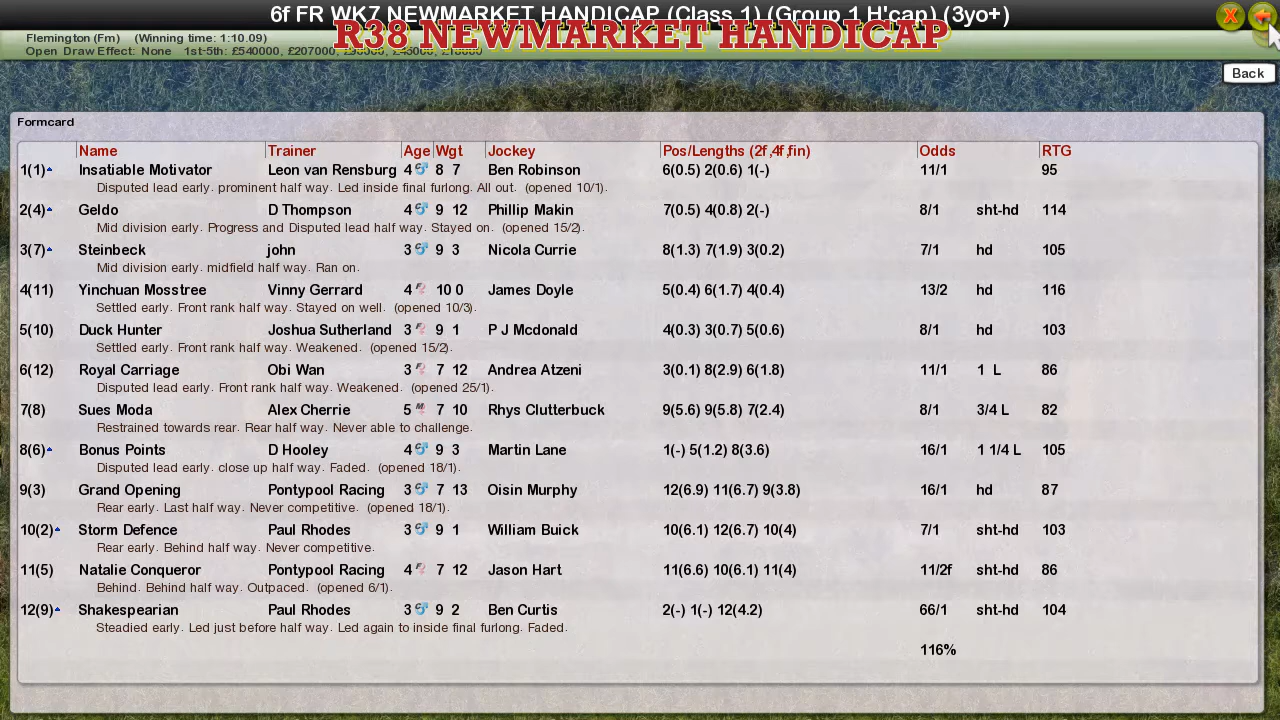 6f FR WK7 NEWMARKET HANDICAP (Class 1) (Group 1 H'cap) (3yo+)
R38 NEWMARKET HANDICAP
Flemington (Fm) (Winning time: 1:10.09)
Open Draw Effect: None 1st-5th: £540000, £207000,
Back
Formcard
Name Trainer Age Wgt Jockey Pos/Lengths (2f,4f,fin) Odds RTG
1(1) Insatiable Motivator Leon van Rensburg 4 8 7 Ben Robinson 6(0.5) 2(0.6) 1(-) 11/1 95
Disputed lead early. prominent half way. Led inside final furlong. All out. (opened 10/1).
2(4) Geldo D Thompson 4 9 12 Phillip Makin 7(0.5) 4(0.8) 2(-) 8/1 sht-hd 114
Mid division early. Progress and Disputed lead half way. Stayed on. (opened 15/2).
3(7) Steinbeck john 3 9 3 Nicola Currie 8(1.3) 7(1.9) 3(0.2) 7/1 hd 105
Mid division early. midfield half way. Ran on.
4(11) Yinchuan Mosstree Vinny Gerrard 4 10 0 James Doyle 5(0.4) 6(1.7) 4(0.4) 13/2 hd 116
Settled early. Front rank half way. Stayed on well. (opened 10/3).
5(10) Duck Hunter Joshua Sutherland 3 9 1 P J Mcdonald 4(0.3) 3(0.7) 5(0.6) 8/1 hd 103
Settled early. Front rank half way. Weakened. (opened 15/2).
6(12) Royal Carriage Obi Wan 3 7 12 Andrea Atzeni 3(0.1) 8(2.9) 6(1.8) 11/1 1 L 86
Disputed lead early. Front rank half way. Weakened. (opened 25/1).
7(8) Sues Moda Alex Cherrie 5 7 10 Rhys Clutterbuck 9(5.6) 9(5.8) 7(2.4) 8/1 3/4 L 82
Restrained towards rear. Rear half way. Never able to challenge.
8(6) Bonus Points D Hooley 4 9 3 Martin Lane 1(-) 5(1.2) 8(3.6) 16/1 1 1/4 L 105
Disputed lead early. close up half way. Faded. (opened 18/1).
9(3) Grand Opening Pontypool Racing 3 7 13 Oisin Murphy 12(6.9) 11(6.7) 9(3.8) 16/1 hd 87
Rear early. Last half way. Never competitive. (opened 18/1).
10(2) Storm Defence Paul Rhodes 3 9 1 William Buick 10(6.1) 12(6.7) 10(4) 7/1 sht-hd 103
Rear early. Behind half way. Never competitive.
11(5) Natalie Conqueror Pontypool Racing 4 7 12 Jason Hart 11(6.6) 10(6.1) 11(4) 11/2f sht-hd 86
Behind. Behind half way. Outpaced. (opened 6/1).
12(9) Shakespearian Paul Rhodes 3 9 2 Ben Curtis 2(-) 1(-) 12(4.2) 66/1 sht-hd 104
Steadied early. Led just before half way. Led again to inside final furlong. Faded.
116%